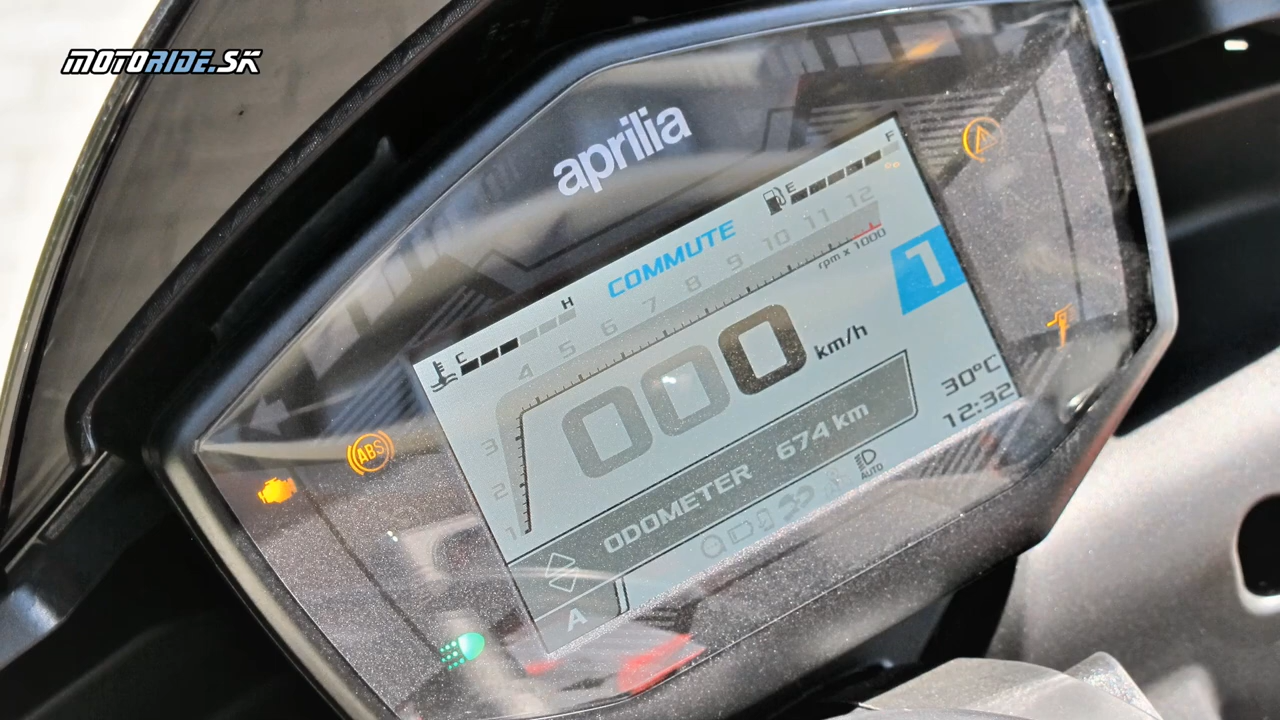 MOTORIDE.SK
aprilia
COMMUTE
E F
C H
1 2 3 4 5 6 7 8 9 10 11 12
rpm x 1000
1
000 km/h
30°C
12:32
ODOMETER 674 km
AUTO
A
ABS